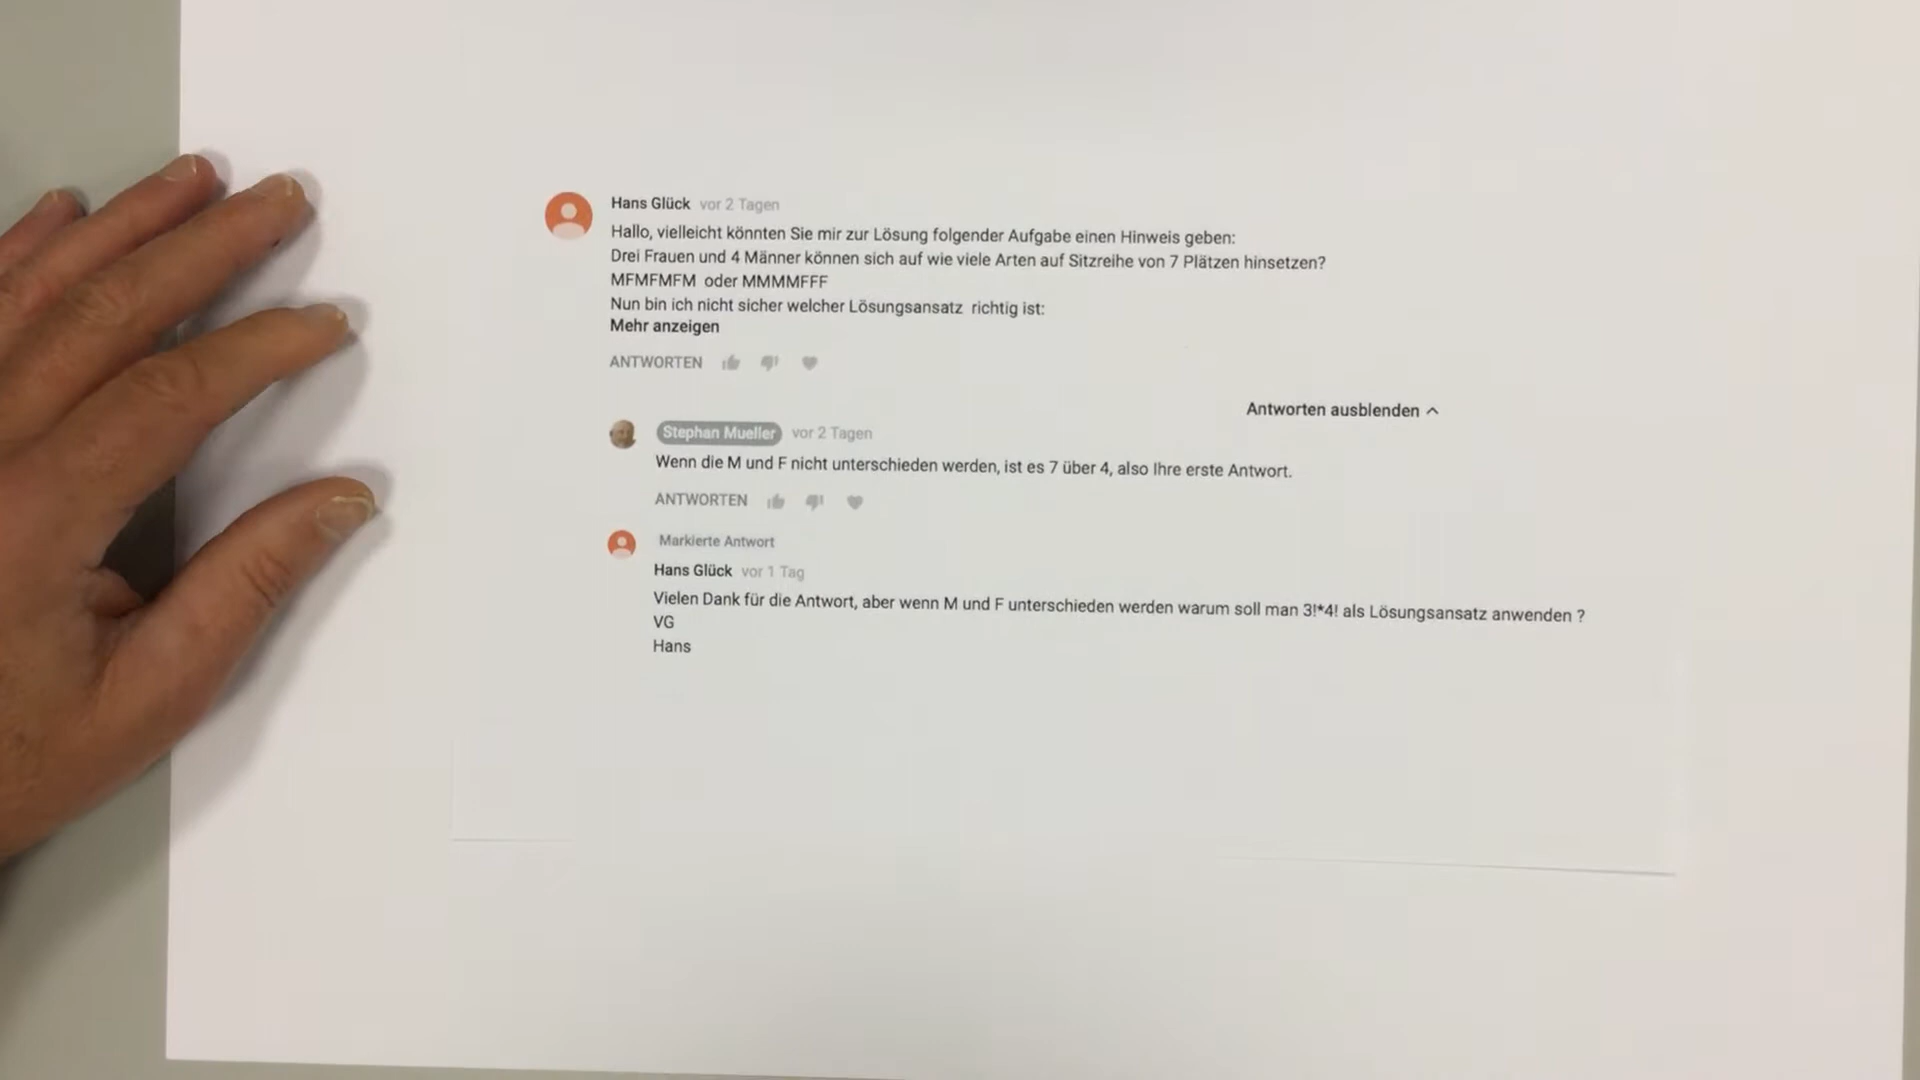 Hans Glück vor 2 Tagen
Hallo, vielleicht könnten Sie mir zur Lösung folgender Aufgabe einen Hinweis geben:
Drei Frauen und 4 Männer können sich auf wie viele Arten auf Sitzreihe von 7 Plätzen hinsetzen?
MFMFMFM oder MMMMFFF
Nun bin ich nicht sicher welcher Lösungsansatz richtig ist:
Mehr anzeigen
ANTWORTEN
Antworten ausblenden
Stephan Mueller vor 2 Tagen
Wenn die M und F nicht unterschieden werden, ist es 7 über 4, also Ihre erste Antwort.
ANTWORTEN
Markierte Antwort
Hans Glück vor 1 Tag
Vielen Dank für die Antwort, aber wenn M und F unterschieden werden warum soll man 3!*4! als Lösungsansatz anwenden ?
VG
Hans